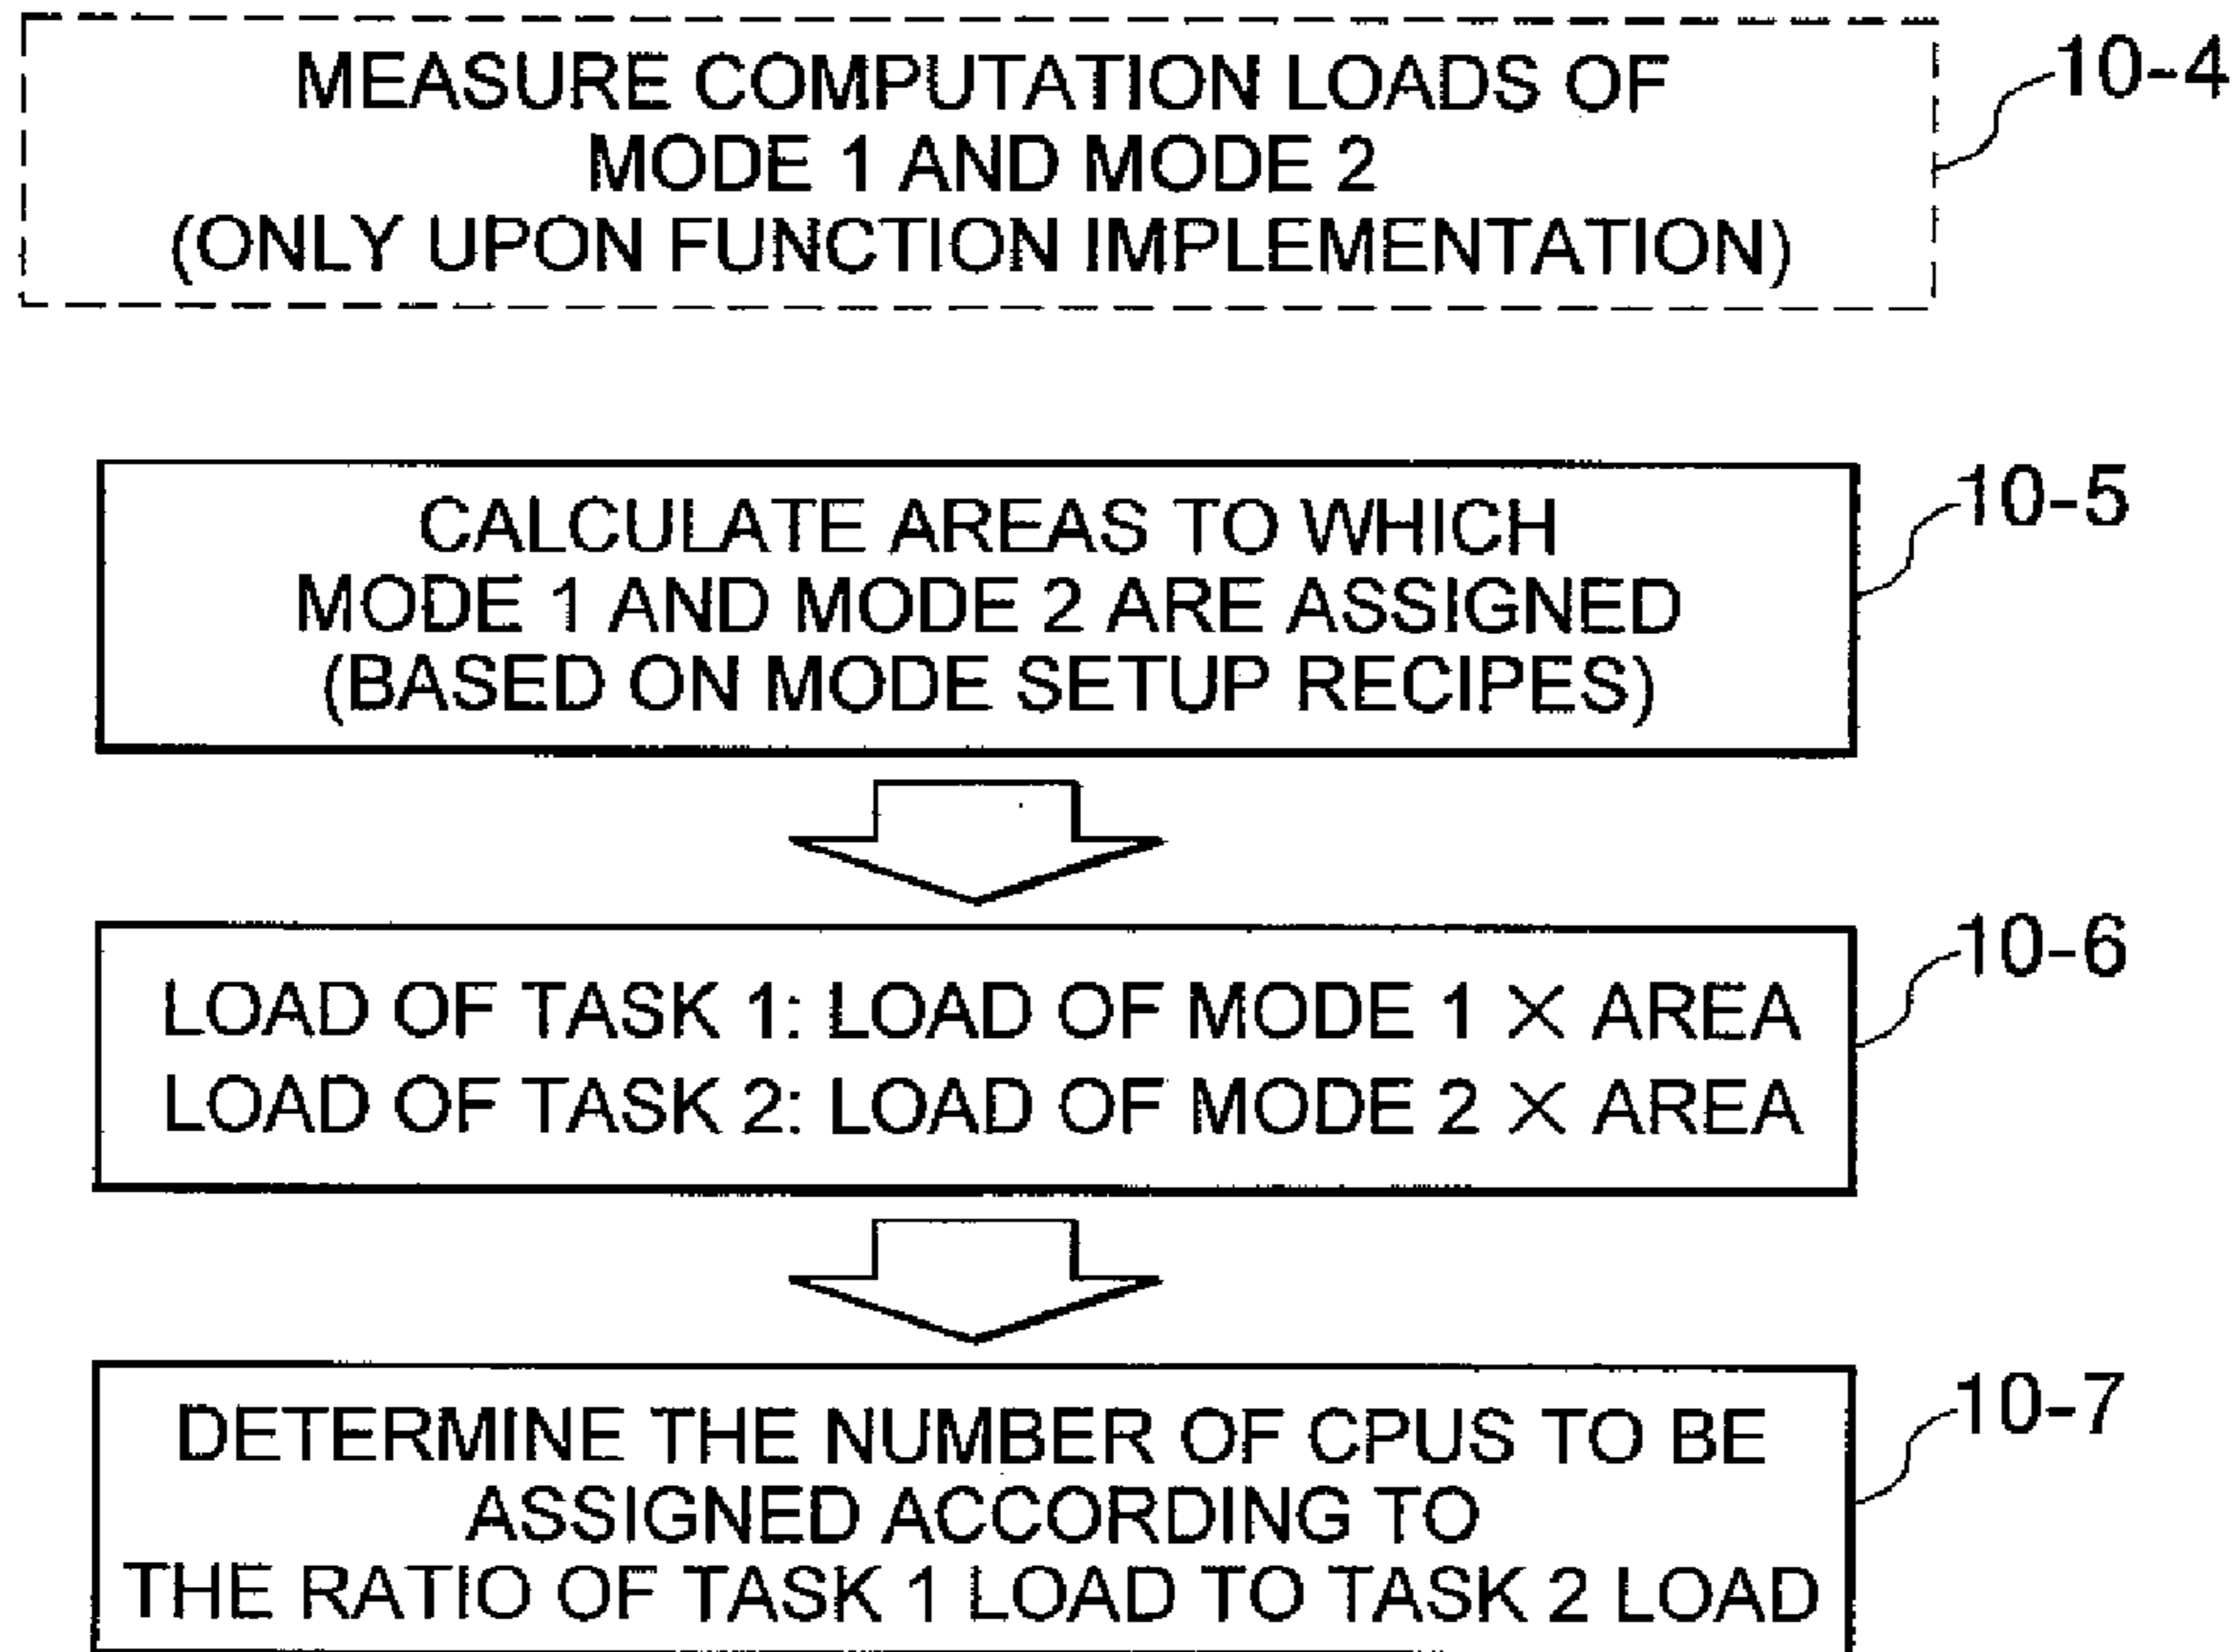 MEASURE COMPUTATION LOADS OF
MODE 1 AND MODE 2
(ONLY UPON FUNCTION IMPLEMENTATION)
10-4
CALCULATE AREAS TO WHICH
MODE 1 AND MODE 2 ARE ASSIGNED
(BASED ON MODE SETUP RECIPES)
10-5
LOAD OF TASK 1: LOAD OF MODE 1 × AREA
LOAD OF TASK 2: LOAD OF MODE 2 × AREA
10-6
DETERMINE THE NUMBER OF CPUS TO BE
ASSIGNED ACCORDING TO
THE RATIO OF TASK 1 LOAD TO TASK 2 LOAD
10-7